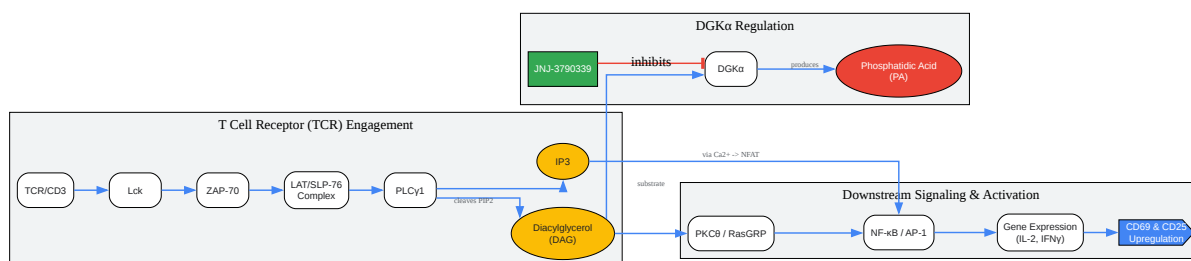 DGKα Regulation
JNJ-3790339
inhibits
DGKα
produces
Phosphatidic Acid
(PA)
T Cell Receptor (TCR) Engagement
TCR/CD3
Lck
ZAP-70
LAT/SLP-76
Complex
PLCγ1
cleaves PIP2
IP3
Diacylglycerol
(DAG)
via Ca2+ -> NFAT
substrate
Downstream Signaling & Activation
PKCθ / RasGRP
NF-κB / AP-1
Gene Expression
(IL-2, IFNγ)
CD69 & CD25
Upregulation